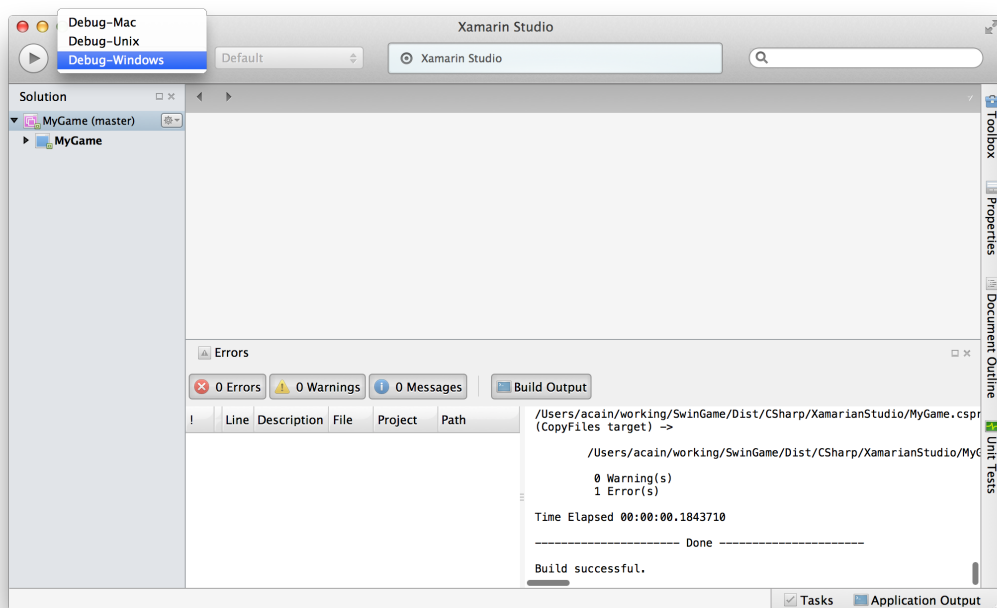 Debug-Mac
Debug-Unix
Debug-Windows
Xamarin Studio
Default
Xamarin Studio
Solution
MyGame (master)
MyGame
Toolbox
Properties
Document Outline
Unit Tests
Errors
0 Errors
0 Warnings
0 Messages
Build Output
! Line Description File Project Path
/Users/acain/working/SwinGame/Dist/CSharp/XamarianStudio/MyGame.cspr
(CopyFiles target) ->
/Users/acain/working/SwinGame/Dist/CSharp/XamarianStudio/MyG
0 Warning(s)
1 Error(s)
Time Elapsed 00:00:00.1843710
---------------------- Done ----------------------
Build successful.
Tasks
Application Output